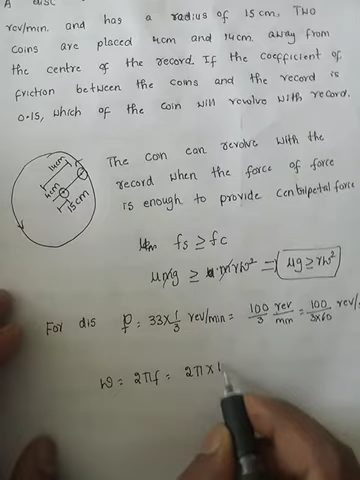 A disc
rev/min. and has a radius of 15 cm. Two
coins are placed 4cm and 14cm away from
the centre of the record. If the coefficient of
friction between the coins and the record is
0.15, which of the coin will revolve with record.
The coin can revolve with the
record when the force of force
is enough to provide centripetal force
14cm
4cm
15cm
fs ≥ fc
μmg ≥ mrω² ⇒ μg ≥ rω²
For dis f = 33 × 1/3 rev/min = 100/3 rev/min = 100/3×60 rev/s
ω = 2πf = 2π × 1